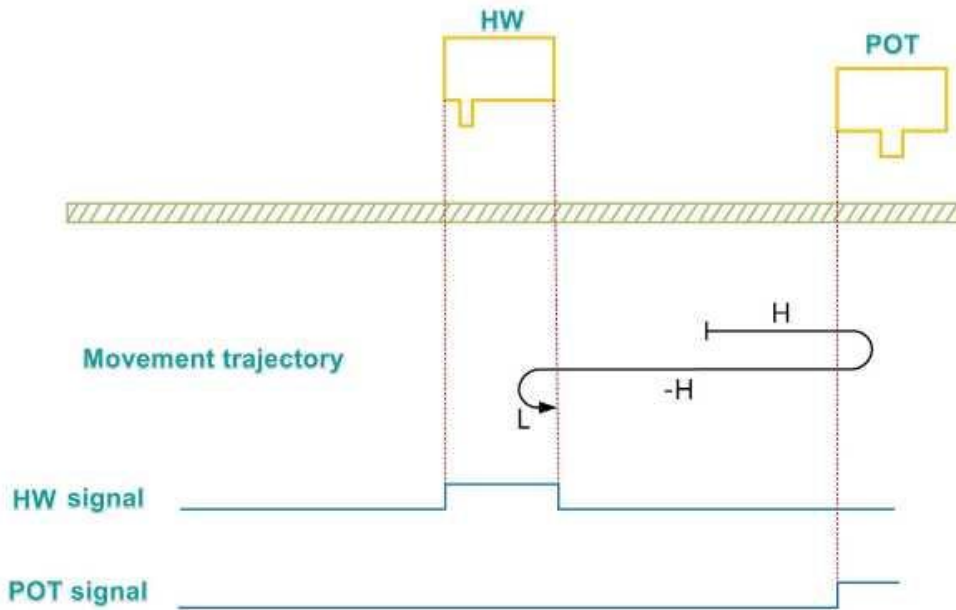 HW
POT
H
Movement trajectory
-H
L
HW signal
POT signal